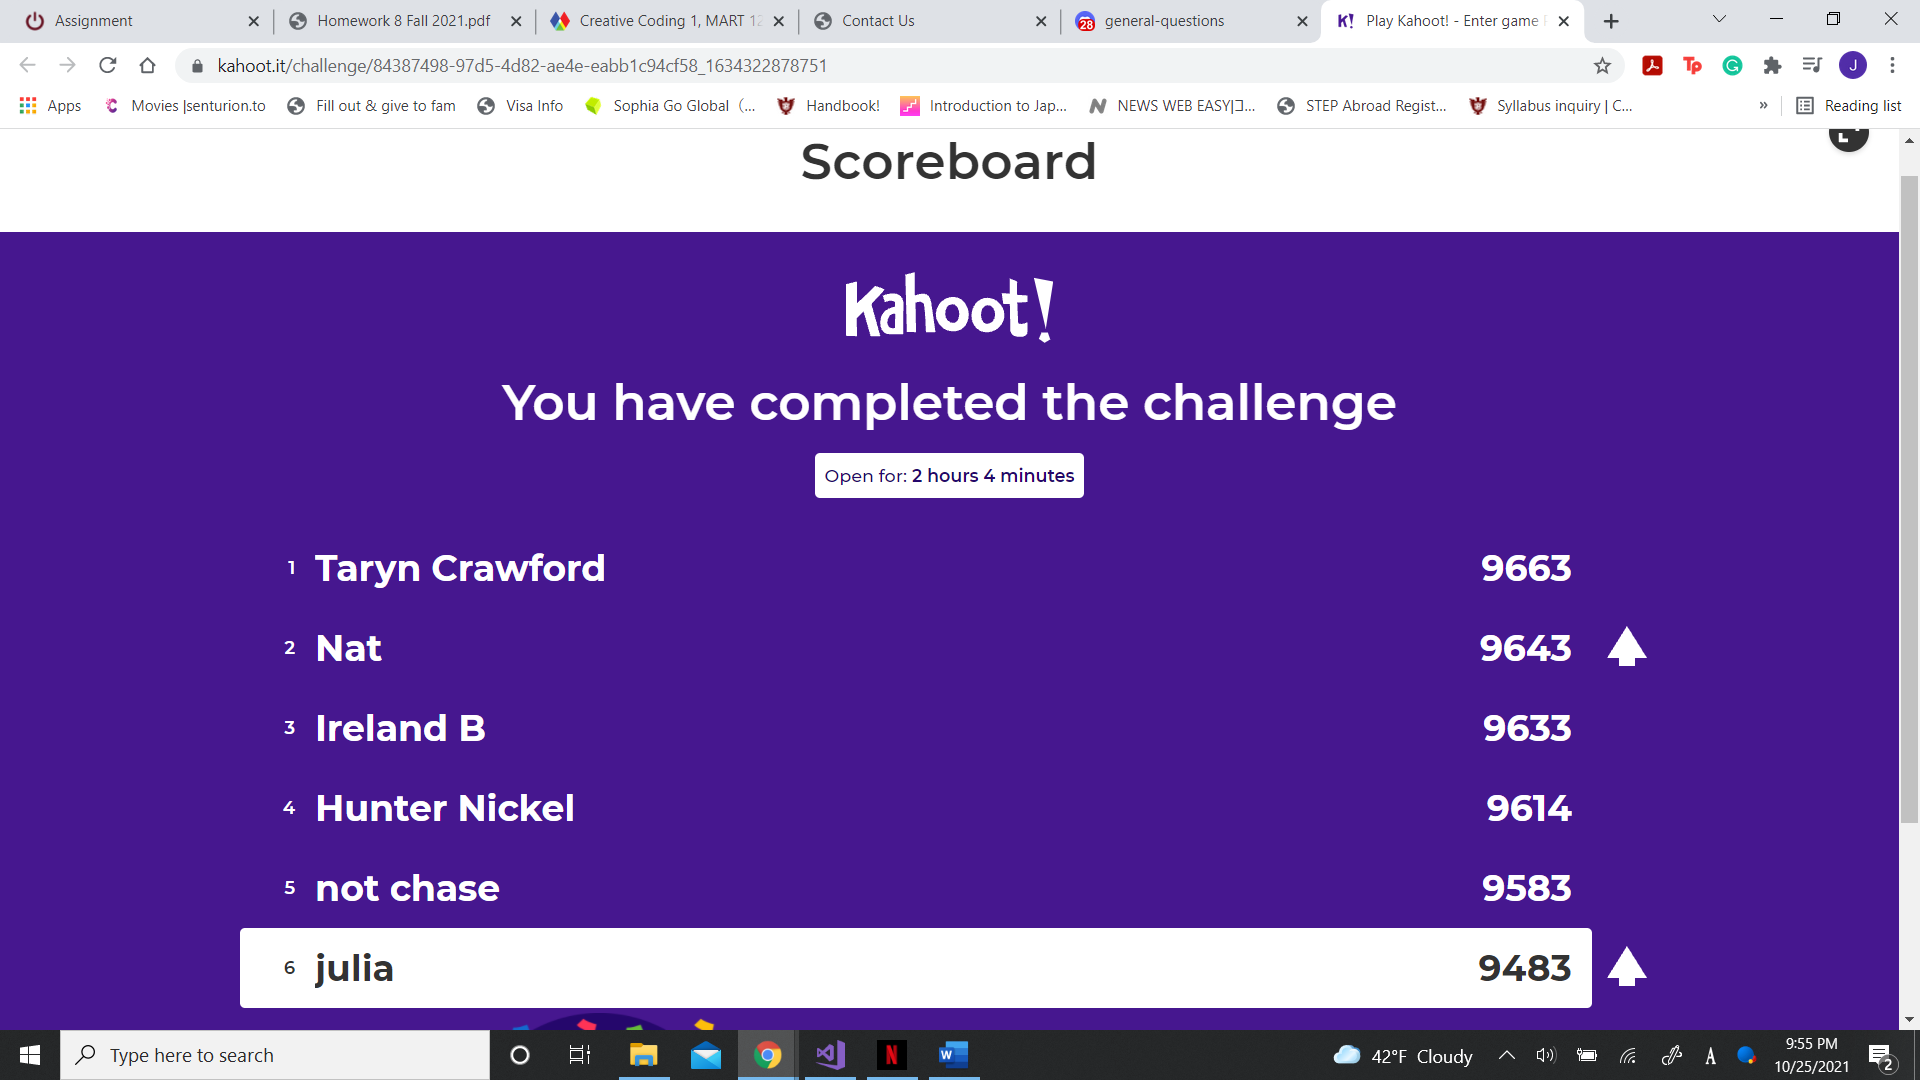 Assignment
Homework 8 Fall 2021.pdf
Creative Coding 1, MART 12
Contact Us
28
general-questions
K!
Play Kahoot! - Enter game
kahoot.it/challenge/84387498-97d5-4d82-ae4e-eabb1c94cf58_1634322878751
Tp
J
Apps
Movies |senturion.to
Fill out & give to fam
Visa Info
Sophia Go Global (...
Handbook!
Introduction to Jap...
NEWS WEB EASY|コ...
STEP Abroad Regist...
Syllabus inquiry | C...
»
Reading list
Scoreboard
Kahoot!
You have completed the challenge
Open for: 2 hours 4 minutes
1 Taryn Crawford 9663
2 Nat 9643
3 Ireland B 9633
4 Hunter Nickel 9614
5 not chase 9583
6 julia 9483
Type here to search
N
W
42°F Cloudy
A
9:55 PM
10/25/2021
2